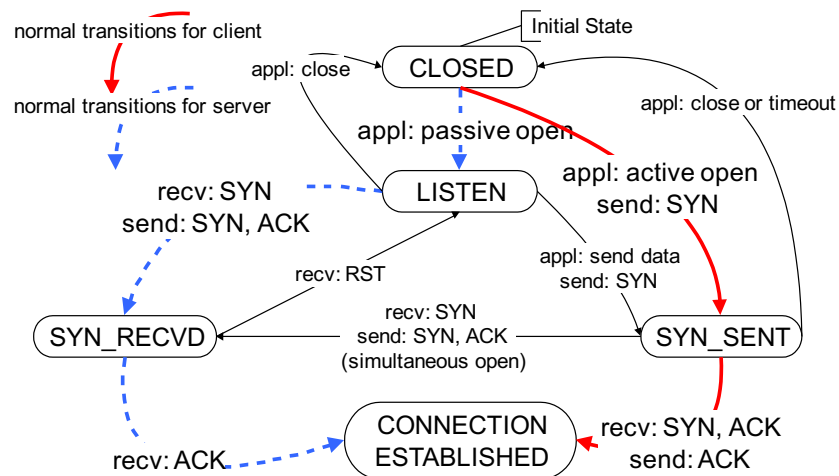 normal transitions for client
Initial State
appl: close
CLOSED
normal transitions for server
appl: close or timeout
appl: passive open
recv: SYN
send: SYN, ACK
LISTEN
appl: active open
send: SYN
recv: RST
appl: send data
send: SYN
SYN_RECVD
recv: SYN
send: SYN, ACK
(simultaneous open)
SYN_SENT
CONNECTION
ESTABLISHED
recv: ACK
recv: SYN, ACK
send: ACK